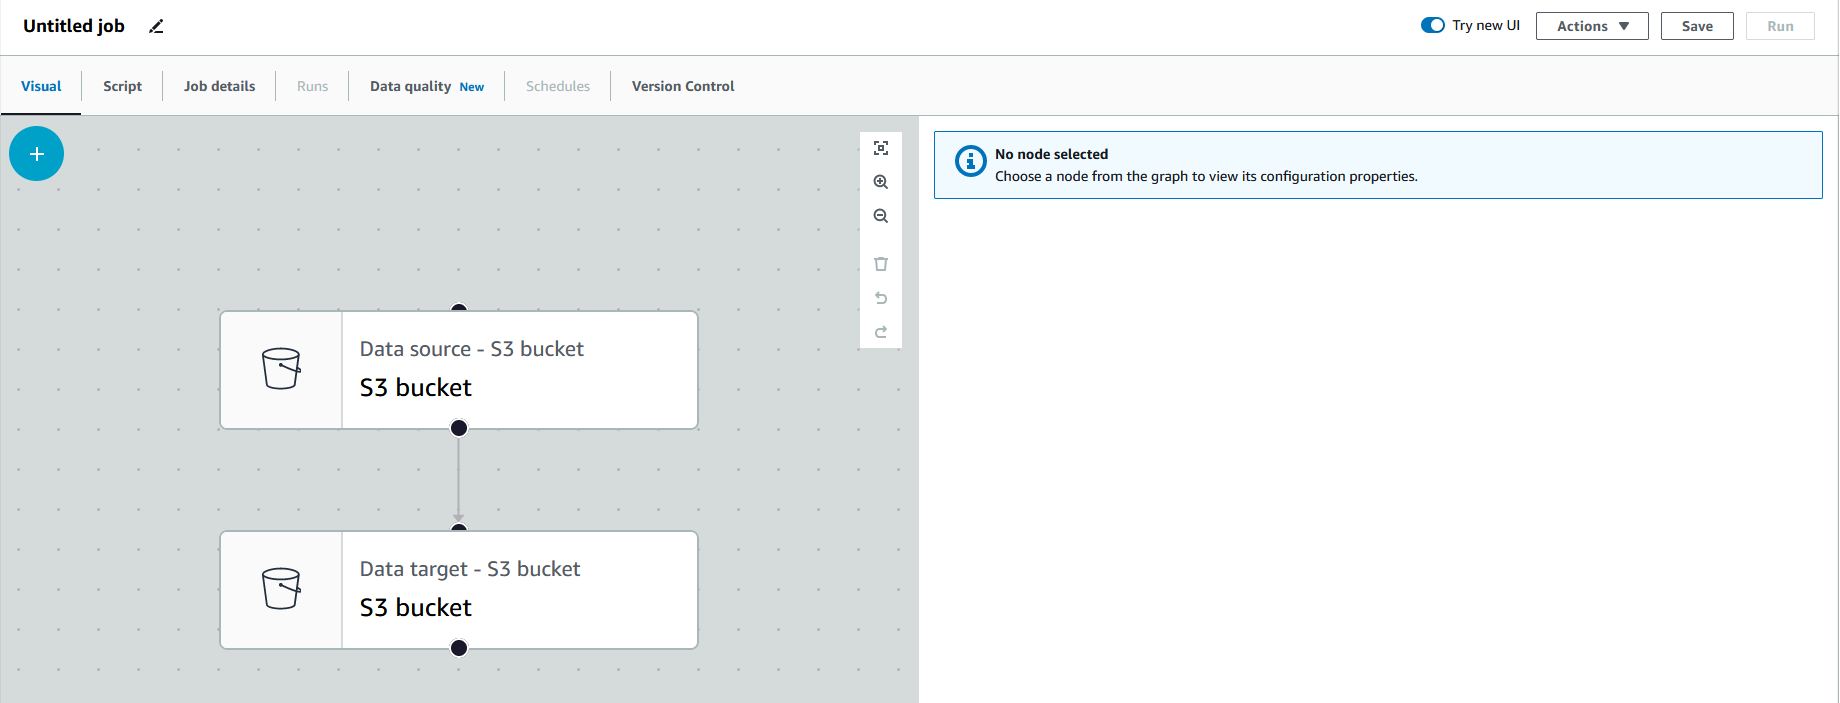 Untitled job
Try new UI
Actions
Save
Run
Visual
Script
Job details
Runs
Data quality New
Schedules
Version Control
No node selected
Choose a node from the graph to view its configuration properties.
Data source - S3 bucket
S3 bucket
Data target - S3 bucket
S3 bucket